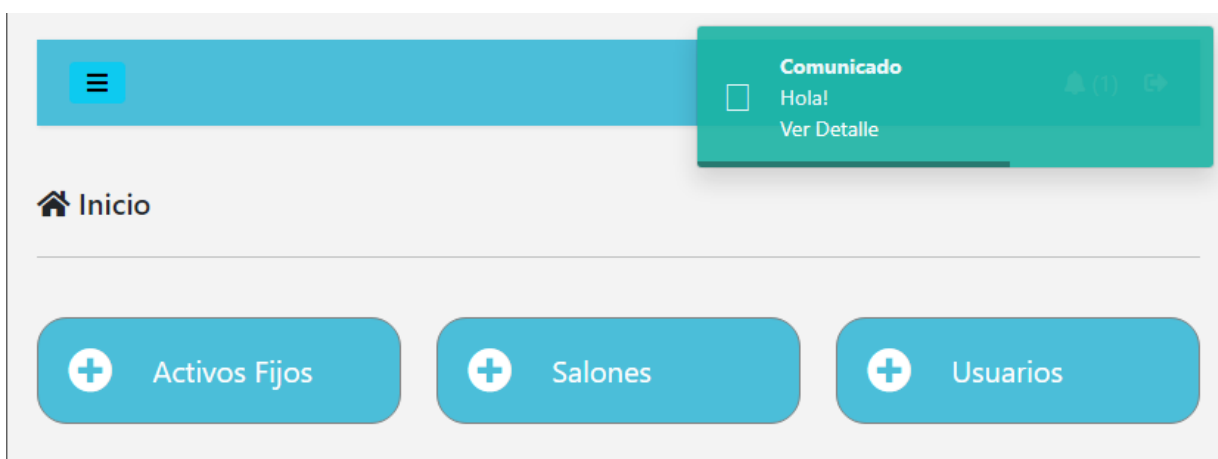 Comunicado
Hola!
Ver Detalle
(1)
Inicio
Activos Fijos
Salones
Usuarios